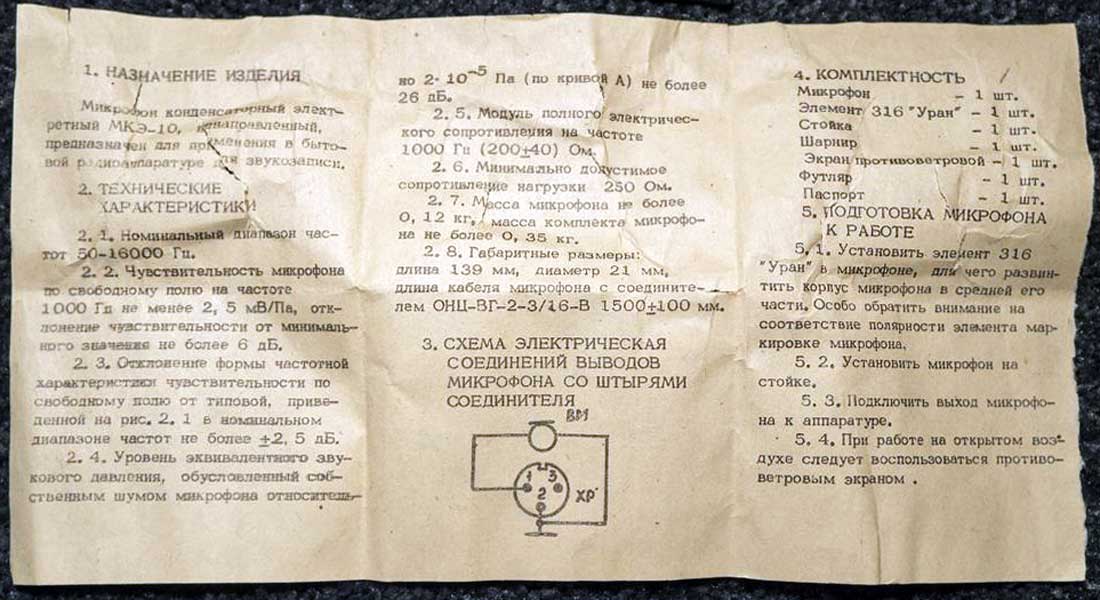 1. НАЗНАЧЕНИЕ ИЗДЕЛИЯ
Микрофон конденсаторный элект-
ретный МКЭ-10, ненаправленный,
предназначен для применения в быто-
вой радиоаппаратуре для звукозаписи.
2. ТЕХНИЧЕСКИЕ
ХАРАКТЕРИСТИКИ
2. 1. Номинальный диапазон час-
тот 50-16000 Гц.
2. 2. Чувствительность микрофона
по свободному полю на частоте
1000 Гц не менее 2, 5 мВ/Па, отк-
лонение чувствительности от минималь-
ного значения не более 6 дБ.
2. 3. Отклонение формы частотной
характеристики чувствительности по
свободному полю от типовой, приве-
денной на рис. 2. 1 в номинальном
диапазоне частот не более ±2, 5 дБ.
2. 4. Уровень эквивалентного зву-
кового давления, обусловленный соб-
ственным шумом микрофона относитель-
но 2·10⁻⁵ Па (по кривой А) не более
26 дБ.
2. 5. Модуль полного электричес-
кого сопротивления на частоте
1000 Гц (200±40) Ом.
2. 6. Минимально допустимое
сопротивление нагрузки 250 Ом.
2. 7. Масса микрофона не более
0, 12 кг, масса комплекта микрофо-
на не более 0, 35 кг.
2. 8. Габаритные размеры:
длина 139 мм, диаметр 21 мм,
длина кабеля микрофона с соедините-
лем ОНЦ-ВГ-2-3/16-В 1500±100 мм.
3. СХЕМА ЭЛЕКТРИЧЕСКАЯ
СОЕДИНЕНИЙ ВЫВОДОВ
МИКРОФОНА СО ШТЫРЯМИ
СОЕДИНИТЕЛЯ
ВМ
1 3
2
ХР
4. КОМПЛЕКТНОСТЬ
Микрофон - 1 шт.
Элемент 316 "Уран" - 1 шт.
Стойка - 1 шт.
Шарнир - 1 шт.
Экран противоветровой - 1 шт.
Футляр - 1 шт.
Паспорт - 1 шт.
5. ПОДГОТОВКА МИКРОФОНА
К РАБОТЕ
5. 1. Установить элемент 316
"Уран" в микрофоне, для чего развин-
тить корпус микрофона в средней его
части. Особо обратить внимание на
соответствие полярности элемента мар-
кировке микрофона.
5. 2. Установить микрофон на
стойке.
5. 3. Подключить выход микрофо-
на к аппаратуре.
5. 4. При работе на открытом воз-
духе следует воспользоваться противо-
ветровым экраном .